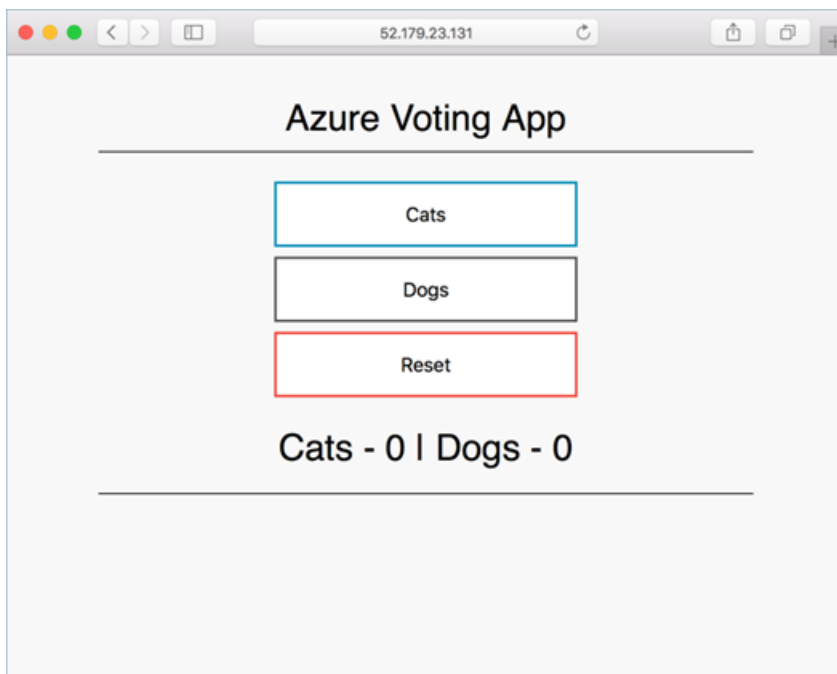 52.179.23.131
Azure Voting App
Cats
Dogs
Reset
Cats - 0 | Dogs - 0